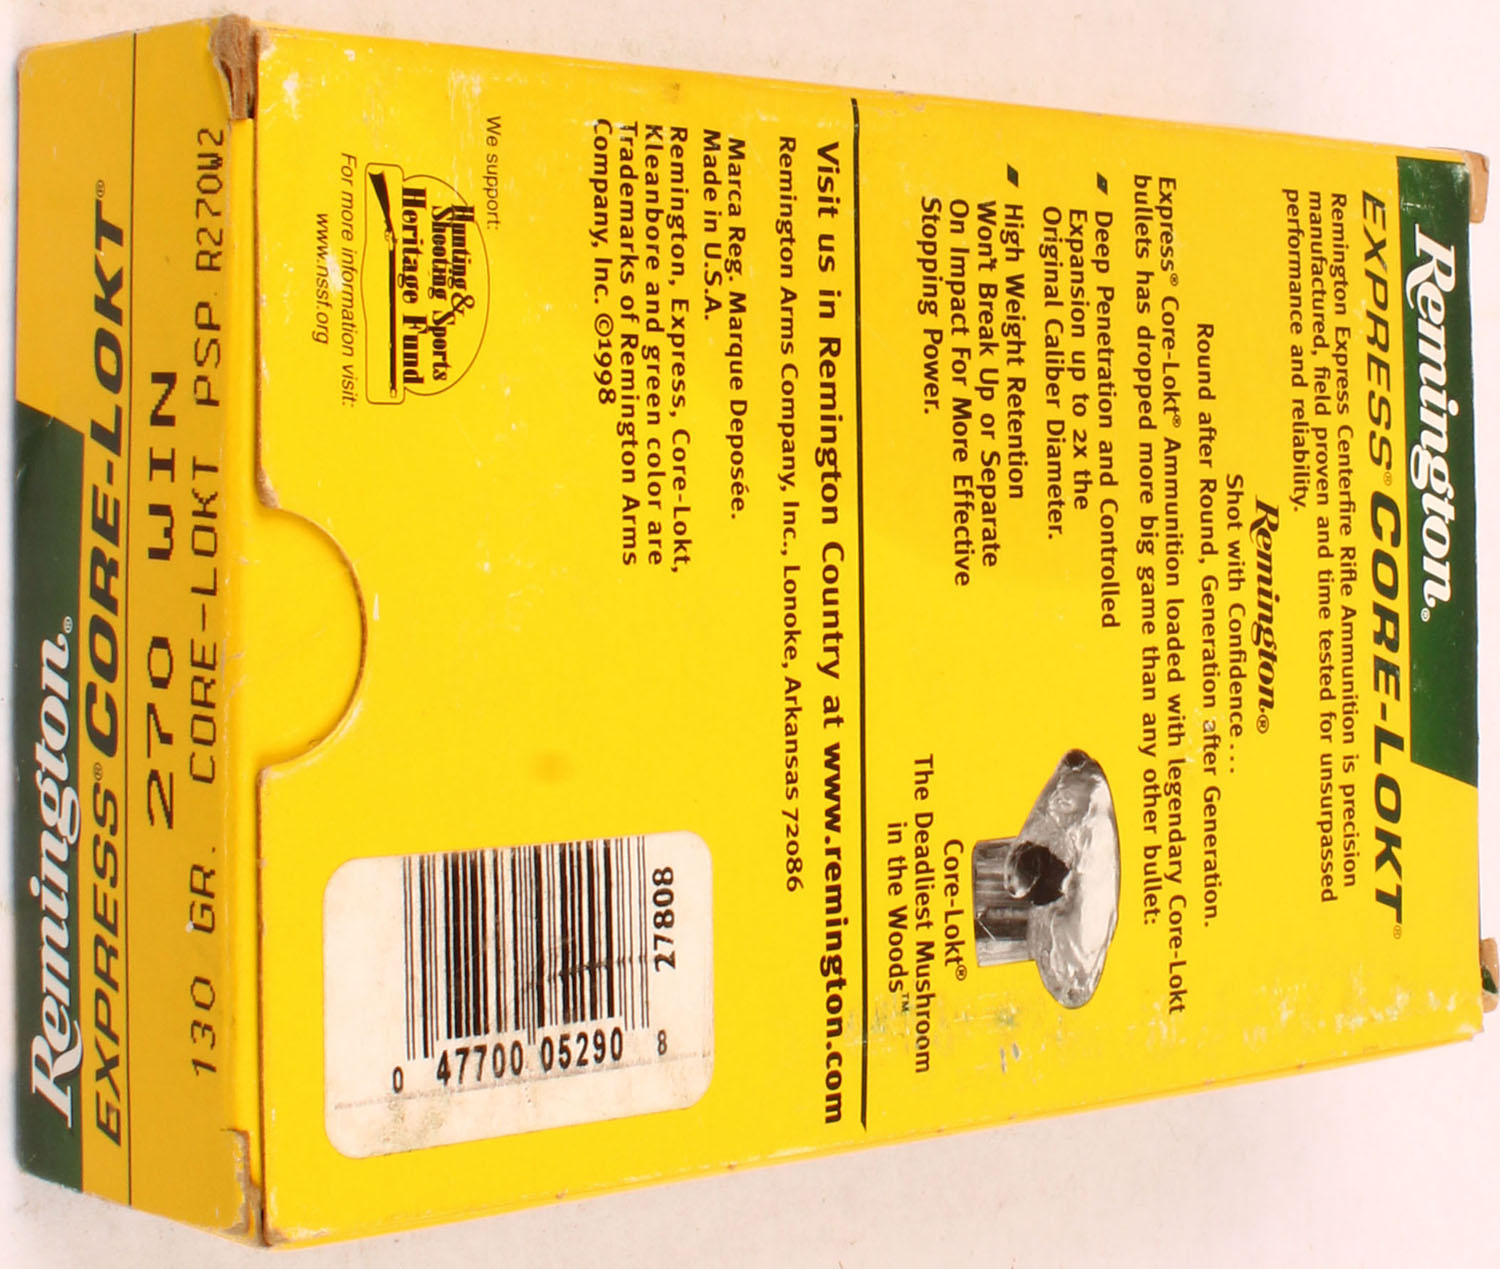 Remington®
EXPRESS® CORE-LOKT®
Remington Express Centerfire Rifle Ammunition is precision
manufactured, field proven and time tested for unsurpassed
performance and reliability.
Remington®
Shot with Confidence...
Round after Round, Generation after Generation.
Express® Core-Lokt® Ammunition loaded with legendary Core-Lokt
bullets has dropped more big game than any other bullet:
Deep Penetration and Controlled
Expansion up to 2x the
Original Caliber Diameter.
High Weight Retention
Won't Break Up or Separate
On Impact For More Effective
Stopping Power.
Core-Lokt®
The Deadliest Mushroom
in the Woods™
Visit us in Remington Country at www.remington.com
Remington Arms Company, Inc., Lonoke, Arkansas 72086
Marca Reg. Marque Deposée.
Made in U.S.A.
Remington, Express, Core-Lokt,
Kleanbore and green color are
Trademarks of Remington Arms
Company, Inc. ©1998
We support:
Hunting &
Shooting Sports
Heritage Fund
For more information visit:
www.nssf.org
27808
0 47700 05290 8
130 GR. CORE-LOKT PSP R270W2
270 WIN
EXPRESS® CORE-LOKT®
Remington®